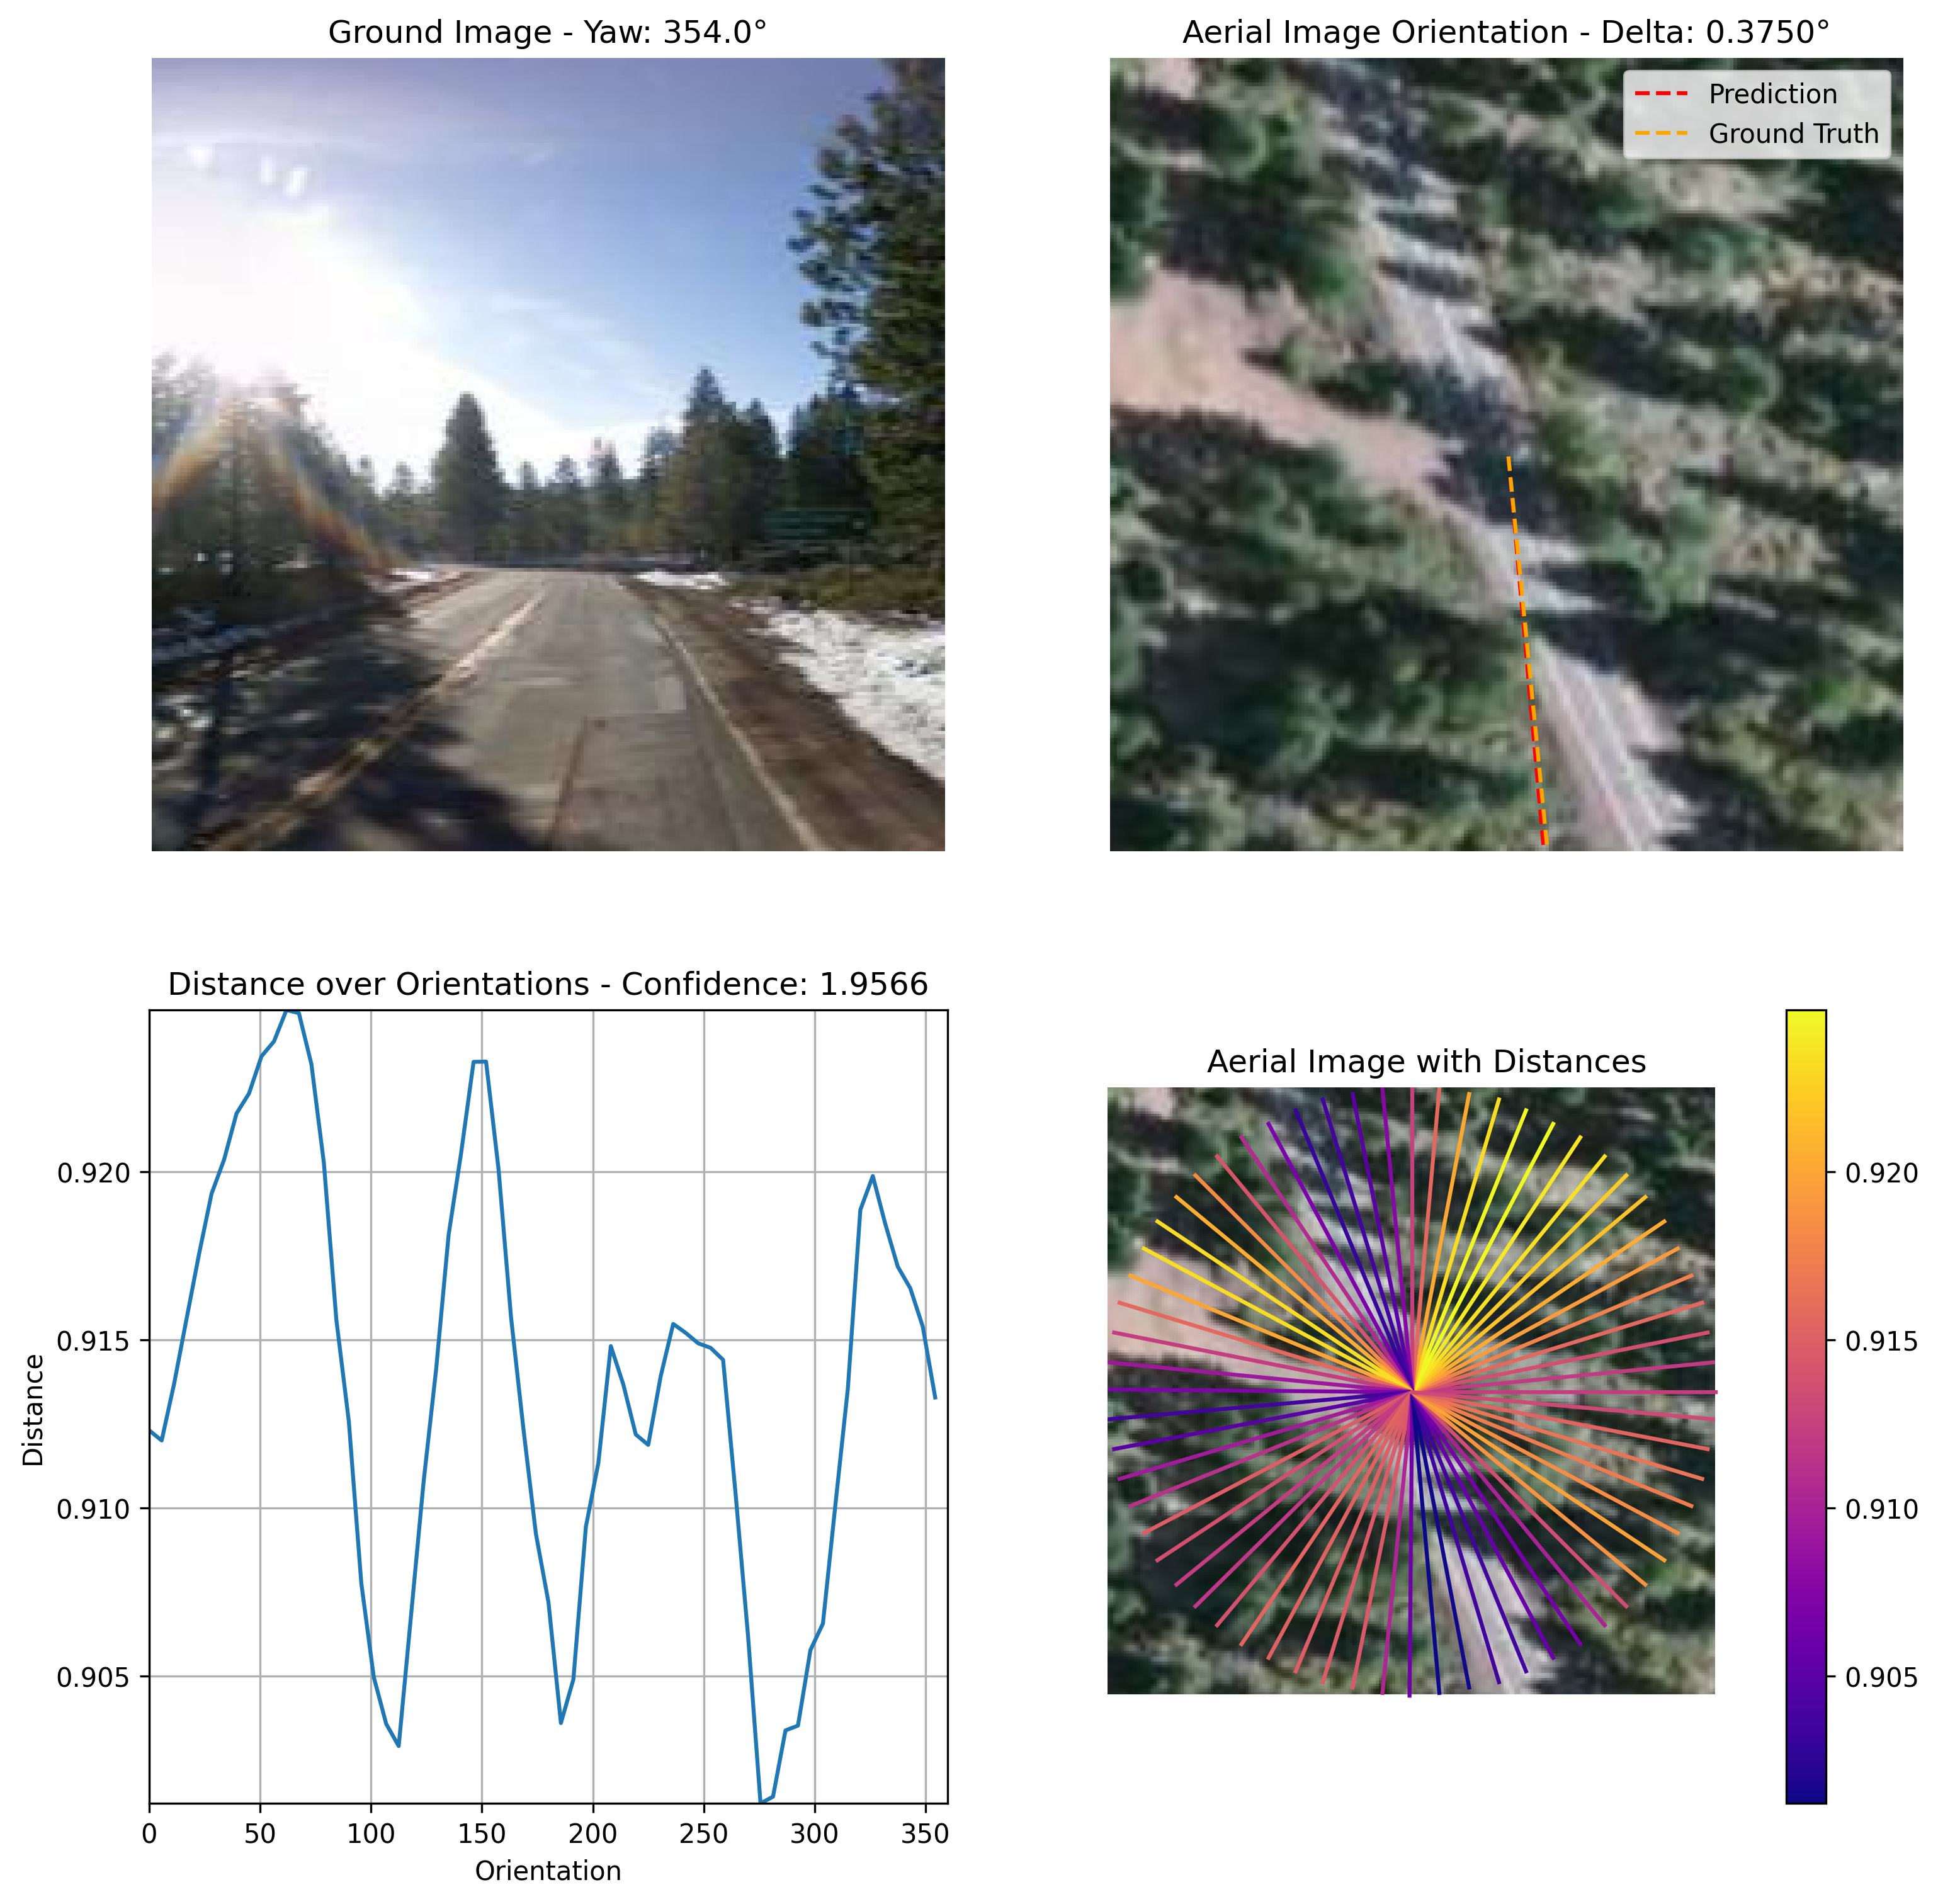 Ground Image - Yaw: 354.0°
Aerial Image Orientation - Delta: 0.3750°
Prediction
Ground Truth
Distance over Orientations - Confidence: 1.9566
Distance
0.920
0.915
0.910
0.905
0
50
100
150
200
250
300
350
Orientation
Aerial Image with Distances
0.920
0.915
0.910
0.905